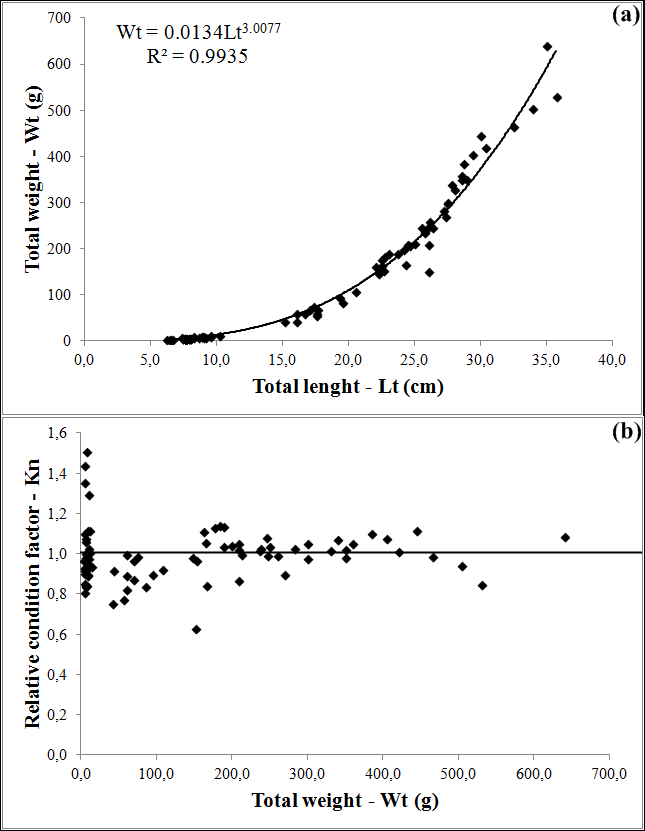 (a)
Wt = 0.0134Lt3.0077
R² = 0.9935
Total weight - Wt (g)
700
600
500
400
300
200
100
0
0,0 5,0 10,0 15,0 20,0 25,0 30,0 35,0 40,0
Total lenght - Lt (cm)
(b)
Relative condition factor - Kn
1,6
1,4
1,2
1,0
0,8
0,6
0,4
0,2
0,0
0,0 100,0 200,0 300,0 400,0 500,0 600,0 700,0
Total weight - Wt (g)